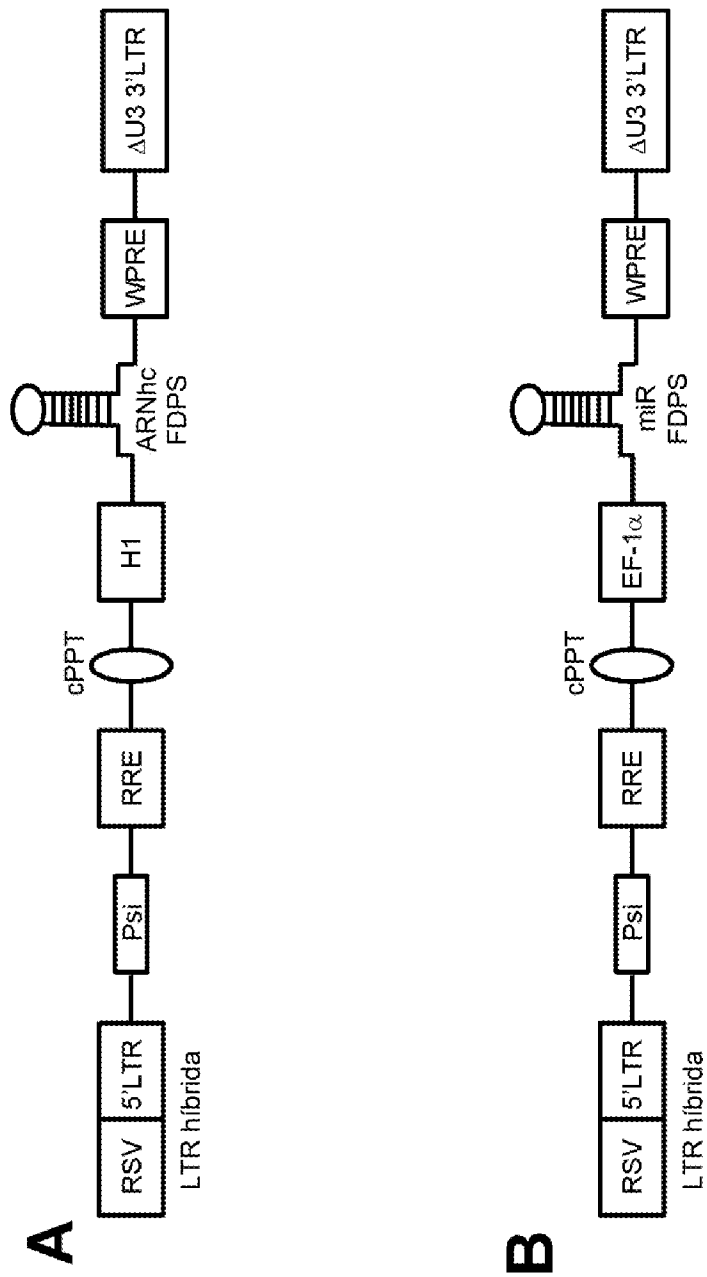 A
RSV
5'LTR
LTR híbrida
Psi
RRE
cPPT
H1
ARNhc
FDPS
WPRE
ΔU3 3'LTR
B
RSV
5'LTR
LTR híbrida
Psi
RRE
cPPT
EF-1α
miR
FDPS
WPRE
ΔU3 3'LTR